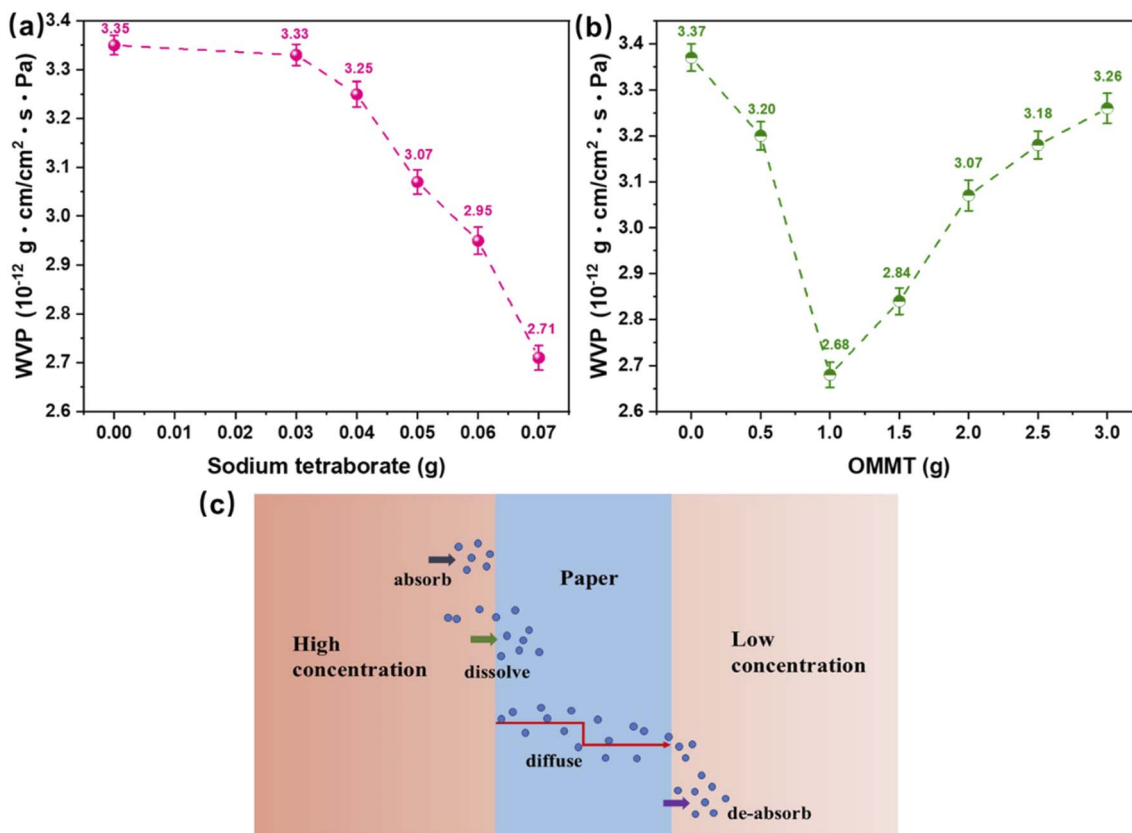 (a)
WVP (10⁻¹² g · cm/cm² · s · Pa)
3.4
3.3
3.2
3.1
3.0
2.9
2.8
2.7
2.6
3.35
3.33
3.25
3.07
2.95
2.71
0.00 0.01 0.02 0.03 0.04 0.05 0.06 0.07
Sodium tetraborate (g)
(b)
WVP (10⁻¹² g · cm/cm² · s · Pa)
3.4
3.3
3.2
3.1
3.0
2.9
2.8
2.7
2.6
3.37
3.20
2.68
2.84
3.07
3.18
3.26
0.0 0.5 1.0 1.5 2.0 2.5 3.0
OMMT (g)
(c)
absorb
Paper
High
concentration
dissolve
Low
concentration
diffuse
de-absorb